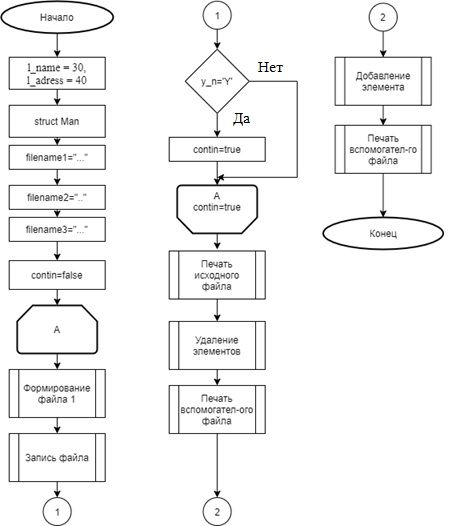 Начало
l_name = 30,
l_adress = 40
struct Man
filename1="..."
filename2=".."
filename3="..."
contin=false
A
Формирование
файла 1
Запись файла
1
1
y_n="Y"
Нет
Да
contin=true
A
contin=true
Печать
исходного
файла
Удаление
элементов
Печать
вспомогател-ого
файла
2
2
Добавление
элемента
Печать
вспомогател-го
файла
Конец